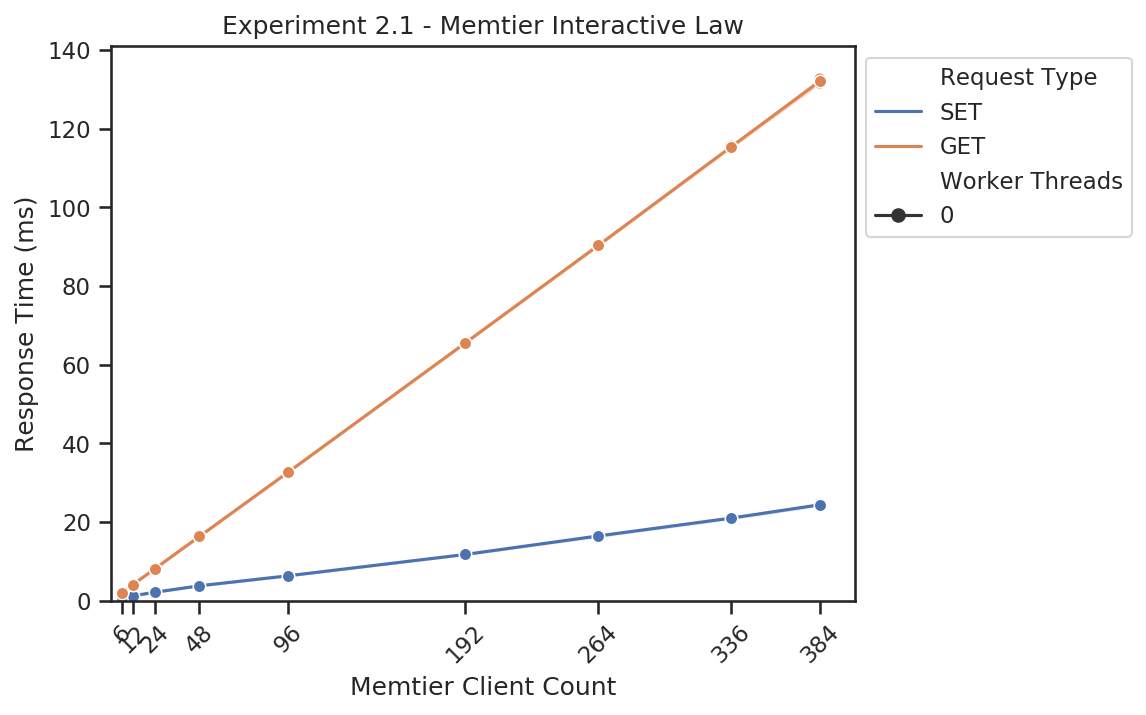 Experiment 2.1 - Memtier Interactive Law
Response Time (ms)
140
120
100
80
60
40
20
0
6
12
24
48
96
192
264
336
384
Memtier Client Count
Request Type
SET
GET
Worker Threads
0